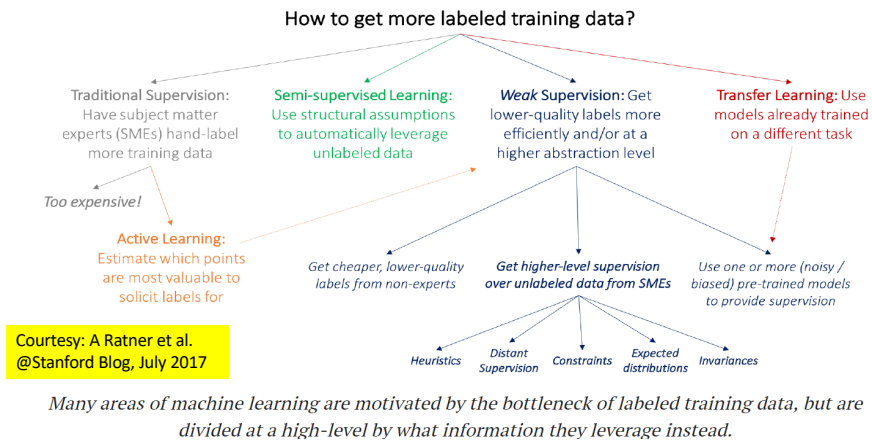 How to get more labeled training data?
Traditional Supervision:
Have subject matter
experts (SMEs) hand-label
more training data
Semi-supervised Learning:
Use structural assumptions
to automatically leverage
unlabeled data
Weak Supervision: Get
lower-quality labels more
efficiently and/or at a
higher abstraction level
Transfer Learning: Use
models already trained
on a different task
Too expensive!
Active Learning:
Estimate which points
are most valuable to
solicit labels for
Get cheaper, lower-quality
labels from non-experts
Get higher-level supervision
over unlabeled data from SMEs
Use one or more (noisy /
biased) pre-trained models
to provide supervision
Heuristics
Distant
Supervision
Constraints
Expected
distributions
Invariances
Courtesy: A Ratner et al.
@Stanford Blog, July 2017
Many areas of machine learning are motivated by the bottleneck of labeled training data, but are
divided at a high-level by what information they leverage instead.